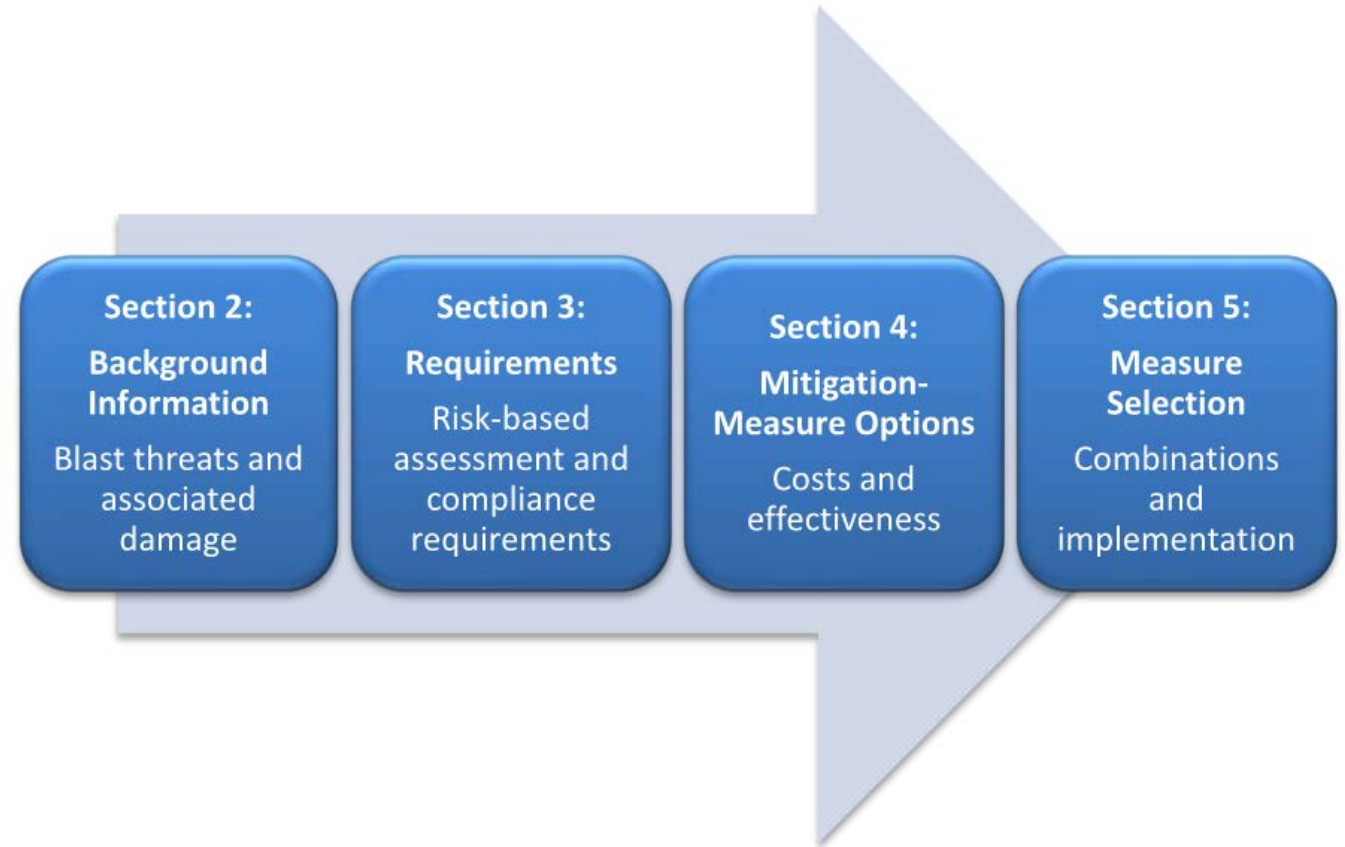 Section 2:
Background
Information
Blast threats and
associated
damage
Section 3:
Requirements
Risk-based
assessment and
compliance
requirements
Section 4:
Mitigation-
Measure Options
Costs and
effectiveness
Section 5:
Measure
Selection
Combinations
and
implementation